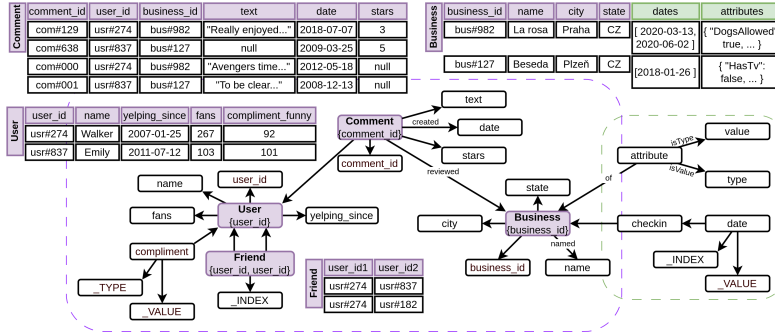 Comment
comment_id user_id business_id text date stars
com#129 usr#274 bus#982 "Really enjoyed..." 2018-07-07 3
com#638 usr#837 bus#127 null 2009-03-25 5
com#000 usr#274 bus#982 "Avengers time..." 2012-05-18 null
com#001 usr#837 bus#127 "To be clear..." 2008-12-13 null
Business
business_id name city state dates attributes
bus#982 La rosa Praha CZ [ 2020-03-13, 2020-06-02 ] { "DogsAllowed" true, ... }
bus#127 Beseda Plzeň CZ [2018-01-26 ] { "HasTv": false, ... }
User
user_id name yelping_since fans compliment_funny
usr#274 Walker 2007-01-25 267 92
usr#837 Emily 2011-07-12 103 101
Comment
{comment_id}
text
created
date
stars
comment_id
reviewed
name
user_id
fans
User
{user_id}
yelping_since
compliment
_TYPE
_VALUE
Friend
{user_id, user_id}
_INDEX
Friend
user_id1 user_id2
usr#274 usr#837
usr#274 usr#182
state
city
Business
{business_id}
named
business_id
name
of
attribute
isType
value
isValue
type
checkin
date
_INDEX
_VALUE